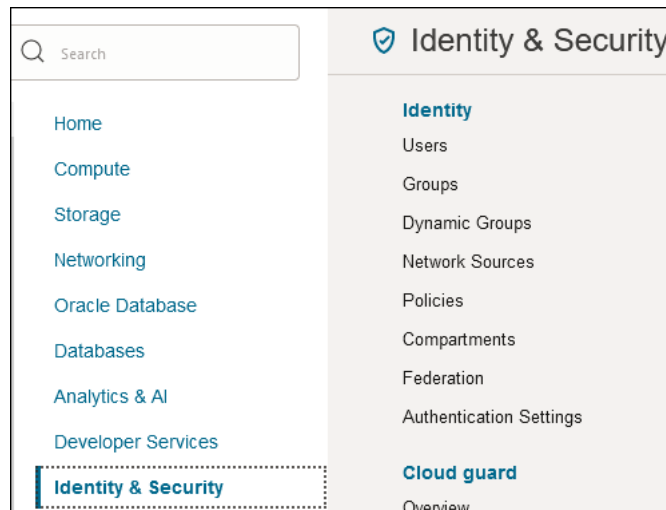 Search
Home
Compute
Storage
Networking
Oracle Database
Databases
Analytics & AI
Developer Services
Identity & Security
Identity & Security
Identity
Users
Groups
Dynamic Groups
Network Sources
Policies
Compartments
Federation
Authentication Settings
Cloud guard
Overview